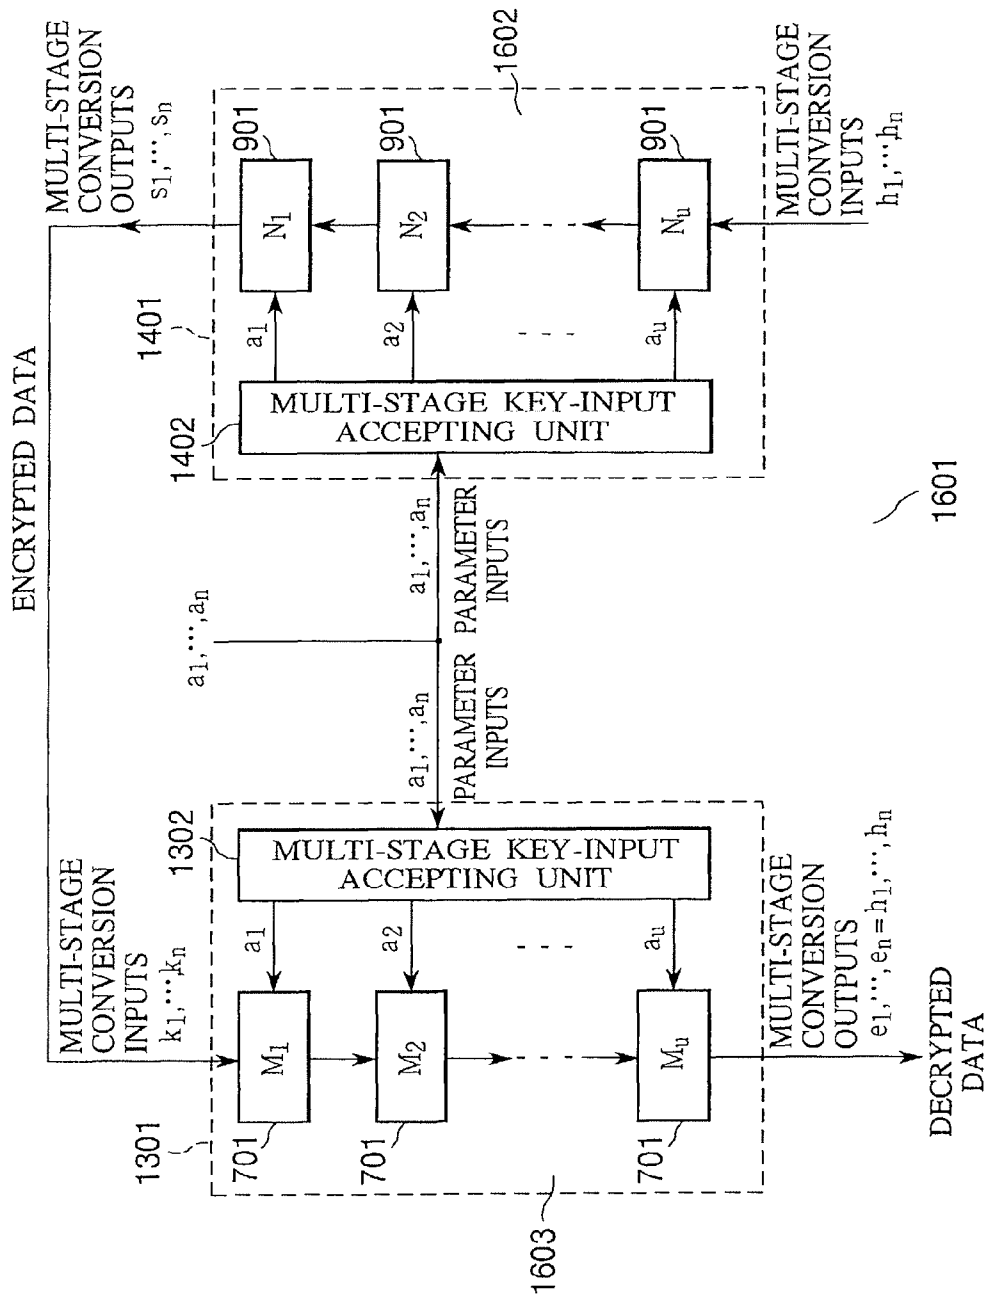 ENCRYPTED DATA
MULTI-STAGE
CONVERSION
INPUTS
k1,···,kn
1301
701
M1
a1
701
M2
a2
- - - -
701
Mu
au
1302
MULTI-STAGE KEY-INPUT
ACCEPTING UNIT
1603
MULTI-STAGE
CONVERSION
OUTPUTS
e1,···,en=h1,···,hn
DECRYPTED
DATA
a1,···,an
a1,···,an
PARAMETER
INPUTS
a1,···,an
PARAMETER
INPUTS
1601
MULTI-STAGE
CONVERSION
OUTPUTS
s1,···,sn
1401
1402
MULTI-STAGE KEY-INPUT
ACCEPTING UNIT
a1
N1
901
a2
N2
901
- - - -
au
Nu
901
1602
MULTI-STAGE
CONVERSION
INPUTS
h1,···,hn